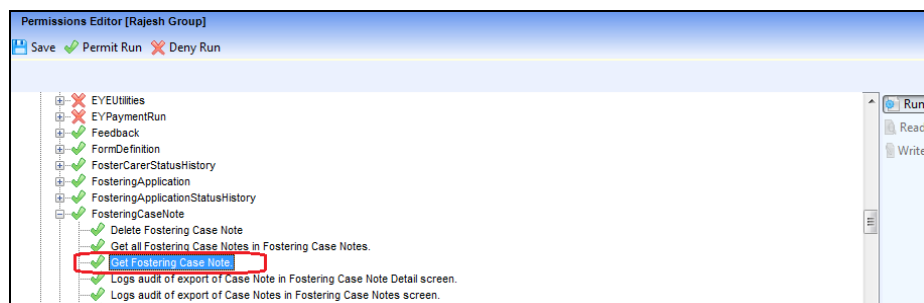 Permissions Editor [Rajesh Group]
Save Permit Run Deny Run
EYEUtilities
EYPaymentRun
Feedback
FormDefinition
FosterCarerStatusHistory
FosteringApplication
FosteringApplicationStatusHistory
FosteringCaseNote
Delete Fostering Case Note
Get all Fostering Case Notes in Fostering Case Notes.
Get Fostering Case Note.
Logs audit of export of Case Note in Fostering Case Note Detail screen.
Logs audit of export of Case Notes in Fostering Case Notes screen.
Run
Read
Write